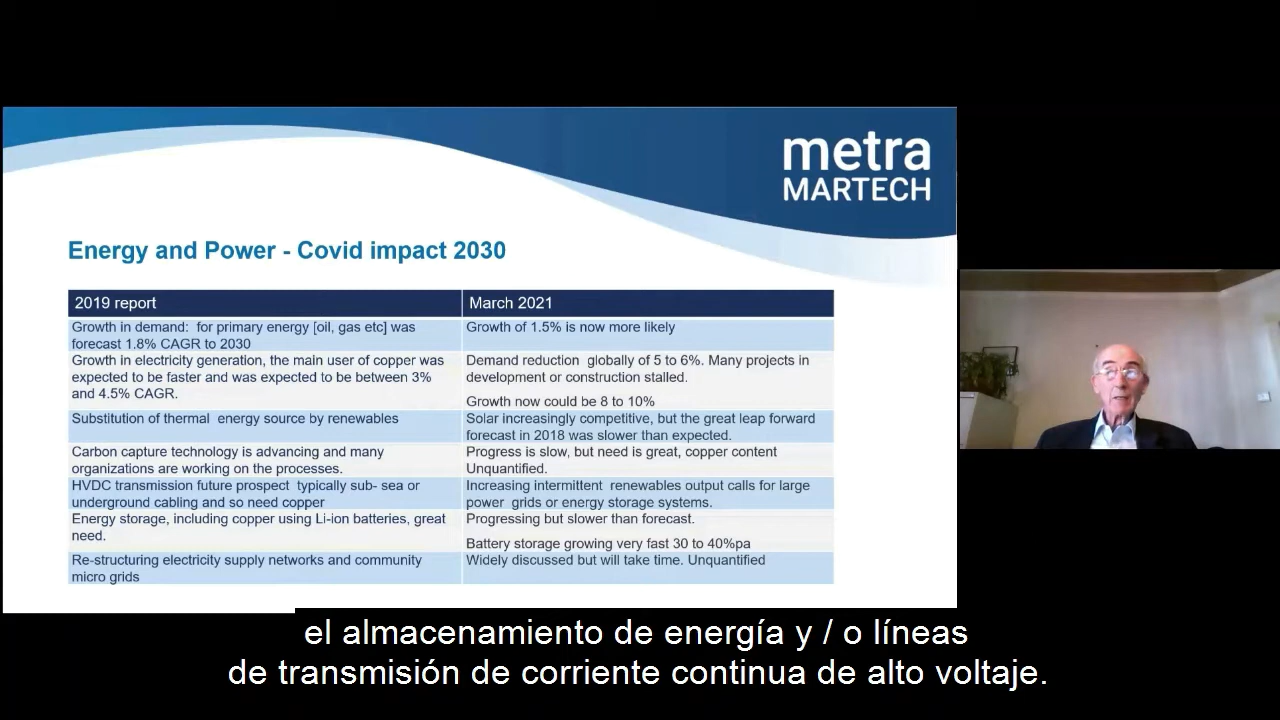 metra
MARTECH
Energy and Power - Covid impact 2030
2019 report
March 2021
Growth in demand: for primary energy [oil, gas etc] was
forecast 1.8% CAGR to 2030
Growth of 1.5% is now more likely
Growth in electricity generation, the main user of copper was
expected to be faster and was expected to be between 3%
and 4.5% CAGR.
Demand reduction globally of 5 to 6%. Many projects in
development or construction stalled.
Growth now could be 8 to 10%
Substitution of thermal energy source by renewables
Solar increasingly competitive, but the great leap forward
forecast in 2018 was slower than expected.
Carbon capture technology is advancing and many
organizations are working on the processes.
Progress is slow, but need is great, copper content
Unquantified.
HVDC transmission future prospect typically sub- sea or
underground cabling and so need copper
Increasing intermittent renewables output calls for large
power grids or energy storage systems.
Energy storage, including copper using Li-ion batteries, great
need.
Progressing but slower than forecast.
Battery storage growing very fast 30 to 40%pa
Re-structuring electricity supply networks and community
micro grids
Widely discussed but will take time. Unquantified
el almacenamiento de energía y / o líneas
de transmisión de corriente continua de alto voltaje.